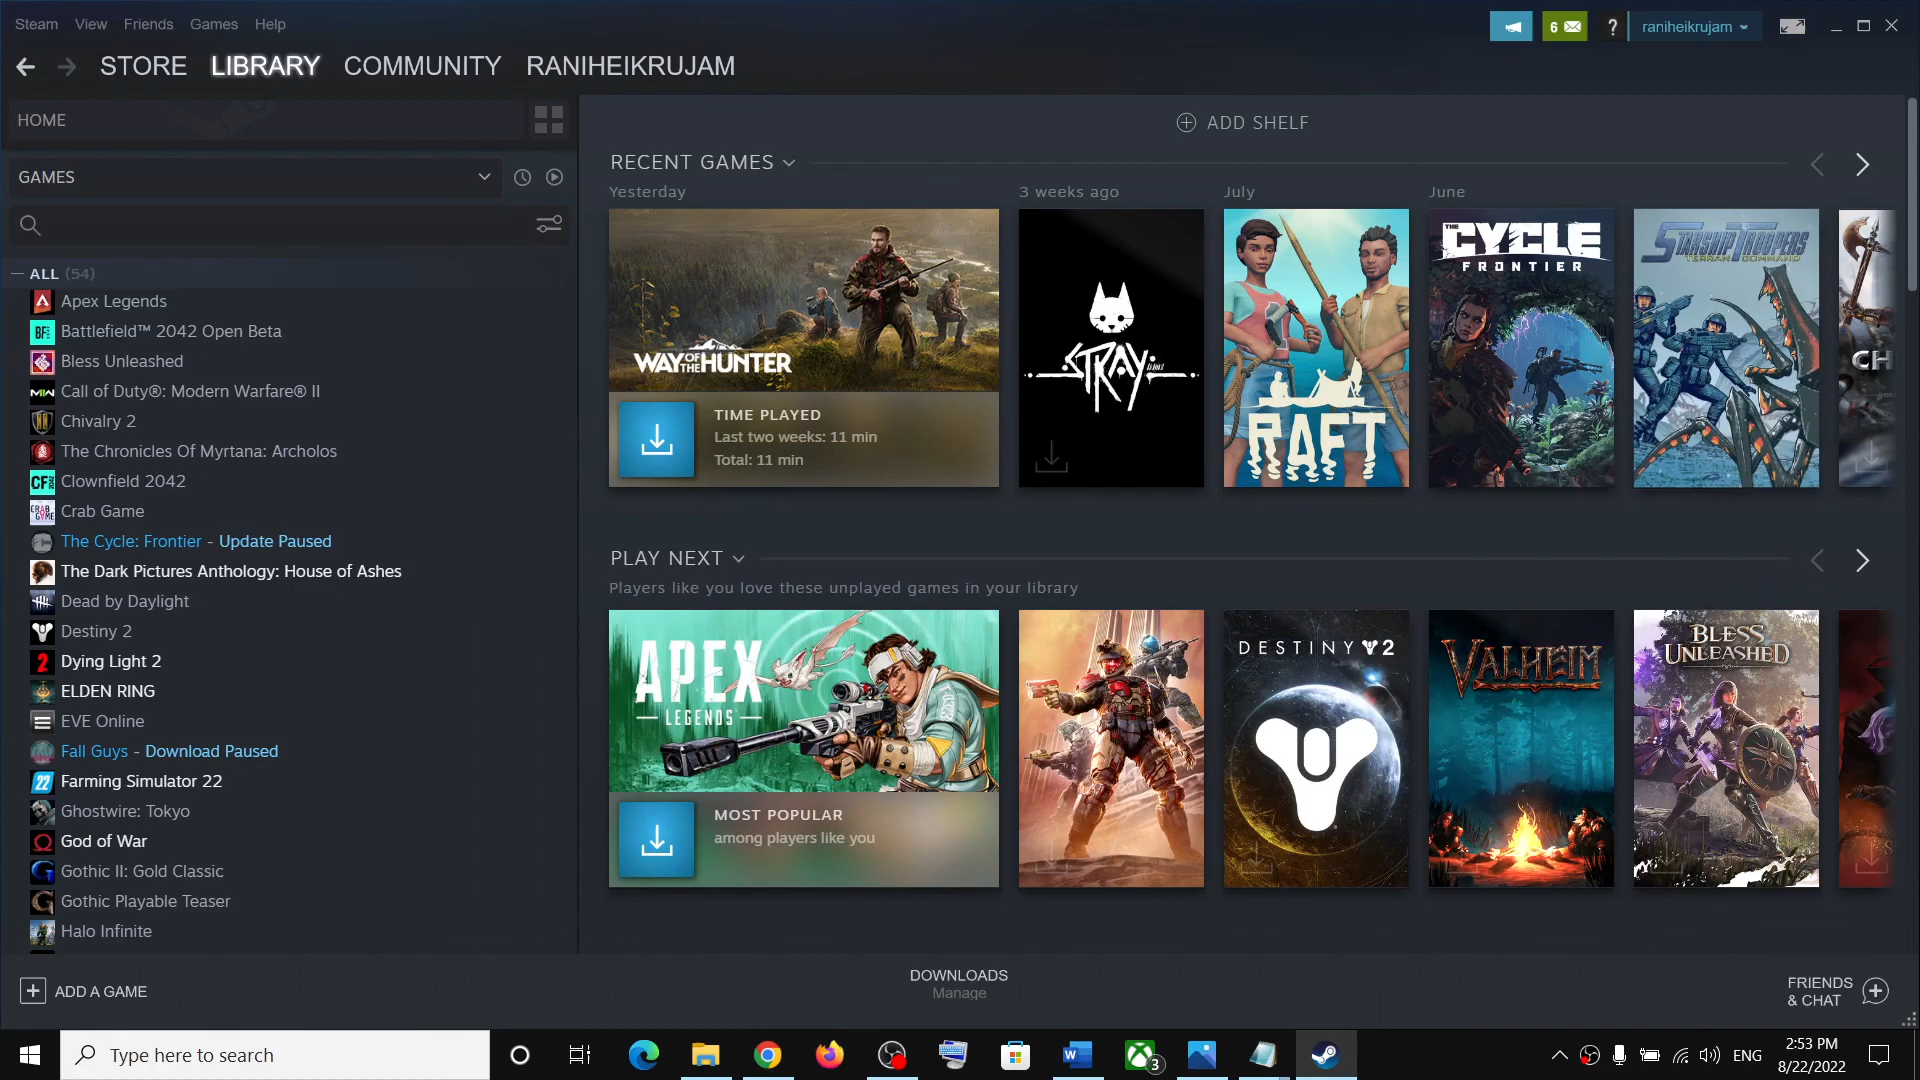 Steam View Friends Games Help
6
?
raniheikrujam
STORE LIBRARY COMMUNITY RANIHEIKRUJAM
HOME
GAMES
ALL (54)
Apex Legends
Battlefield™ 2042 Open Beta
Bless Unleashed
Call of Duty®: Modern Warfare® II
Chivalry 2
The Chronicles Of Myrtana: Archolos
Clownfield 2042
Crab Game
The Cycle: Frontier - Update Paused
The Dark Pictures Anthology: House of Ashes
Dead by Daylight
Destiny 2
Dying Light 2
ELDEN RING
EVE Online
Fall Guys - Download Paused
Farming Simulator 22
Ghostwire: Tokyo
God of War
Gothic II: Gold Classic
Gothic Playable Teaser
Halo Infinite
ADD SHELF
RECENT GAMES
Yesterday
3 weeks ago
July
June
WAY OF THE HUNTER
TIME PLAYED
Last two weeks: 11 min
Total: 11 min
STRAY
RAFT
THE CYCLE
FRONTIER
STARSHIP TROOPERS
TERRAN COMMAND
CH
PLAY NEXT
Players like you love these unplayed games in your library
APEX
LEGENDS
MOST POPULAR
among players like you
DESTINY 2
VALHEIM
BLESS
UNLEASHED
ADD A GAME
DOWNLOADS
Manage
FRIENDS
& CHAT
Type here to search
3
ENG
2:53 PM
8/22/2022